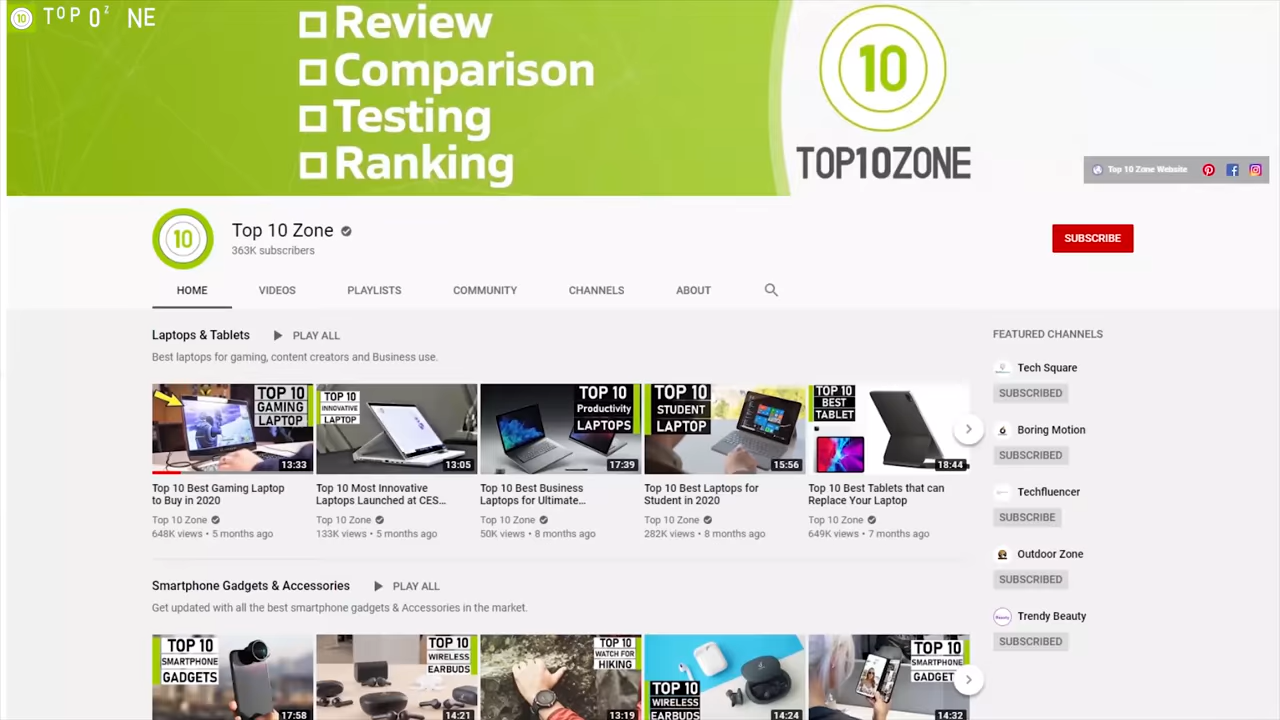 10 TOP 0Z NE
Review
Comparison
Testing
Ranking
10
TOP10ZONE
Top 10 Zone Website
10
Top 10 Zone
363K subscribers
SUBSCRIBE
HOME
VIDEOS
PLAYLISTS
COMMUNITY
CHANNELS
ABOUT
Laptops & Tablets
PLAY ALL
Best laptops for gaming, content creators and Business use.
TOP 10
GAMING
LAPTOP
13:33
TOP 10
INNOVATIVE
LAPTOP
13:05
TOP 10
Productivity
LAPTOPS
17:39
TOP 10
STUDENT
LAPTOP
15:56
TOP 10
BEST
TABLET
18:44
Top 10 Best Gaming Laptop
to Buy in 2020
Top 10 Zone
648K views • 5 months ago
Top 10 Most Innovative
Laptops Launched at CES...
Top 10 Zone
133K views • 5 months ago
Top 10 Best Business
Laptops for Ultimate...
Top 10 Zone
50K views • 8 months ago
Top 10 Best Laptops for
Student in 2020
Top 10 Zone
282K views • 8 months ago
Top 10 Best Tablets that can
Replace Your Laptop
Top 10 Zone
649K views • 7 months ago
Smartphone Gadgets & Accessories
PLAY ALL
Get updated with all the best smartphone gadgets & Accessories in the market.
TOP 10
SMARTPHONE
GADGETS
17:58
TOP 10
WIRELESS
EARBUDS
14:21
TOP 10
WATCH FOR
HIKING
13:19
TOP 10
WIRELESS
EARBUDS
14:24
TOP 10
SMARTPHONE
GADGETS
14:32
FEATURED CHANNELS
Tech Square
SUBSCRIBED
Boring Motion
SUBSCRIBED
Techfluencer
SUBSCRIBE
Outdoor Zone
SUBSCRIBED
Trendy Beauty
SUBSCRIBED